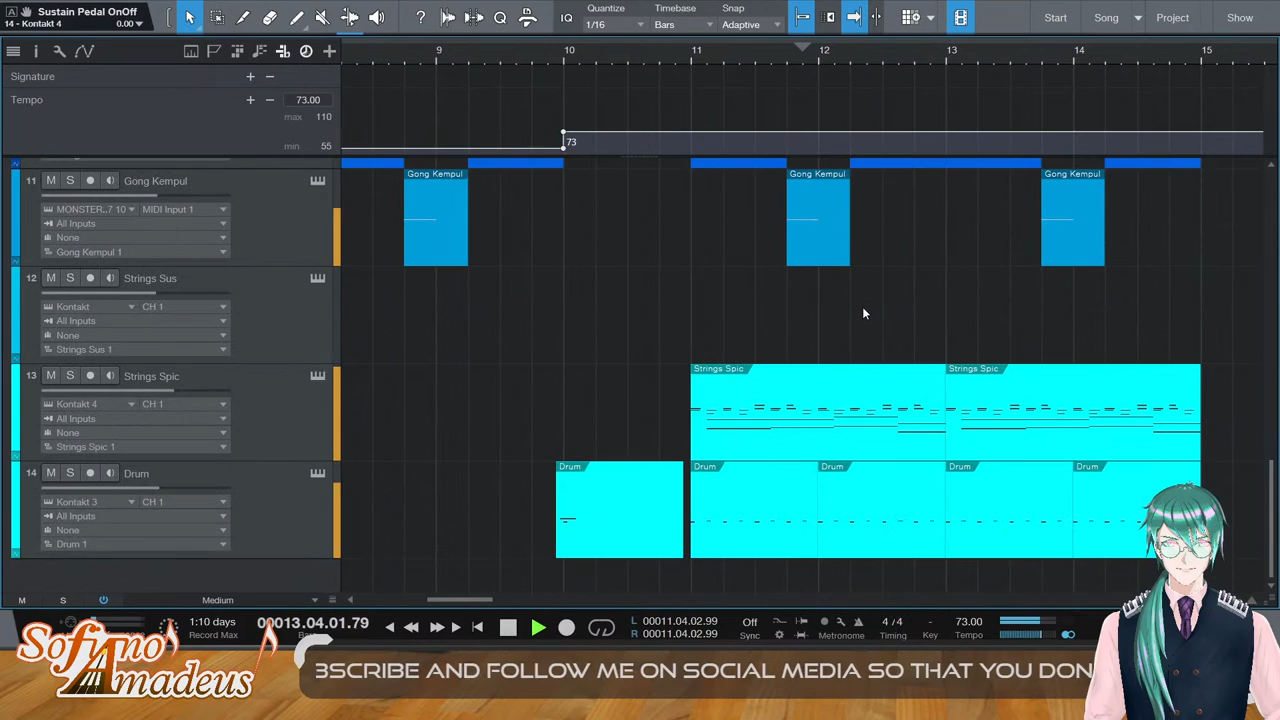 Sustain Pedal OnOff
14 - Kontakt 4 0.00
IQ
Quantize
1/16
Timebase
Bars
Snap
Adaptive
Start
Song
Project
Show
9
10
11
12
13
14
15
Signature
Tempo
73.00
max 110
min 55
73
11 M S Gong Kempul
MONSTER..7 10
MIDI Input 1
All Inputs
None
Gong Kempul 1
Gong Kempul
Gong Kempul
Gong Kempul
12 M S Strings Sus
Kontakt
CH 1
All Inputs
None
Strings Sus 1
13 M S Strings Spic
Kontakt 4
CH 1
All Inputs
None
Strings Spic 1
Strings Spic
Strings Spic
14 M S Drum
Kontakt 3
CH 1
All Inputs
None
Drum 1
Drum
Drum
Drum
Drum
Drum
M S
Medium
1:10 days
Record Max
00013.04.01.79
L 00011.04.02.99
R 00011.04.02.99
Off
Sync
Metronome
4 / 4
Timing
-
Key
73.00
Tempo
Sofiano
Amadeus
BSCRIBE AND FOLLOW ME ON SOCIAL MEDIA SO THAT YOU DON